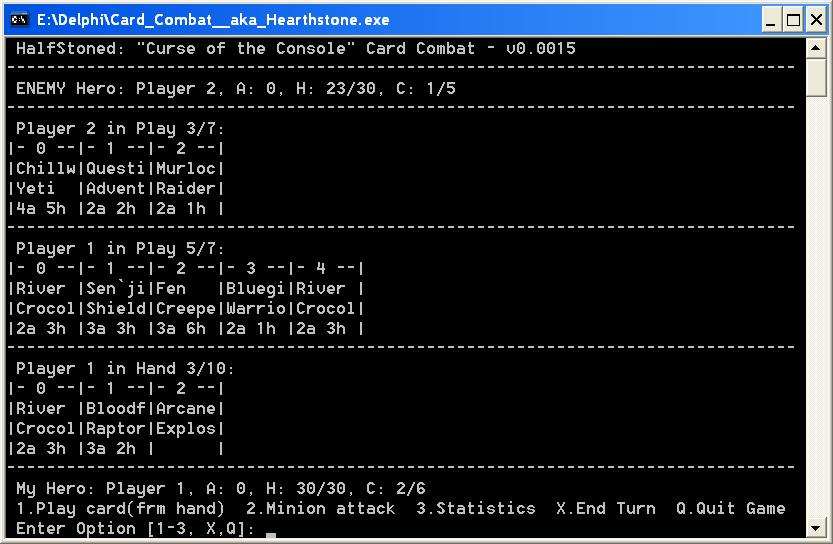 E:\Delphi\Card_Combat__aka_Hearthstone.exe
HalfStoned: "Curse of the Console" Card Combat - v0.0015
-------------------------------------------------------------------------------
ENEMY Hero: Player 2, A: 0, H: 23/30, C: 1/5
-------------------------------------------------------------------------------
Player 2 in Play 3/7:
|- 0 --|- 1 --|- 2 --|
|Chillw|Questi|Murloc|
|Yeti  |Advent|Raider|
|4a 5h |2a 2h |2a 1h |
-------------------------------------------------------------------------------
Player 1 in Play 5/7:
|- 0 --|- 1 --|- 2 --|- 3 --|- 4 --|
|River |Sen`ji|Fen   |Bluegi|River |
|Crocol|Shield|Creepe|Warrio|Crocol|
|2a 3h |3a 3h |3a 6h |2a 1h |2a 3h |
-------------------------------------------------------------------------------
Player 1 in Hand 3/10:
|- 0 --|- 1 --|- 2 --|
|River |Bloodf|Arcane|
|Crocol|Raptor|Explos|
|2a 3h |3a 2h |      |
-------------------------------------------------------------------------------
My Hero: Player 1, A: 0, H: 30/30, C: 2/6
1.Play card(frm hand)  2.Minion attack  3.Statistics  X.End Turn  Q.Quit Game
Enter Option [1-3, X,Q]: _